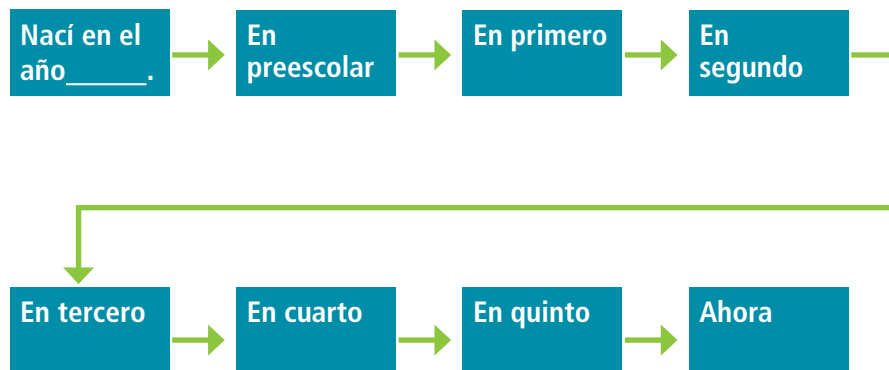 Nací en el
año______.
En
preescolar
En primero
En
segundo
En tercero
En cuarto
En quinto
Ahora